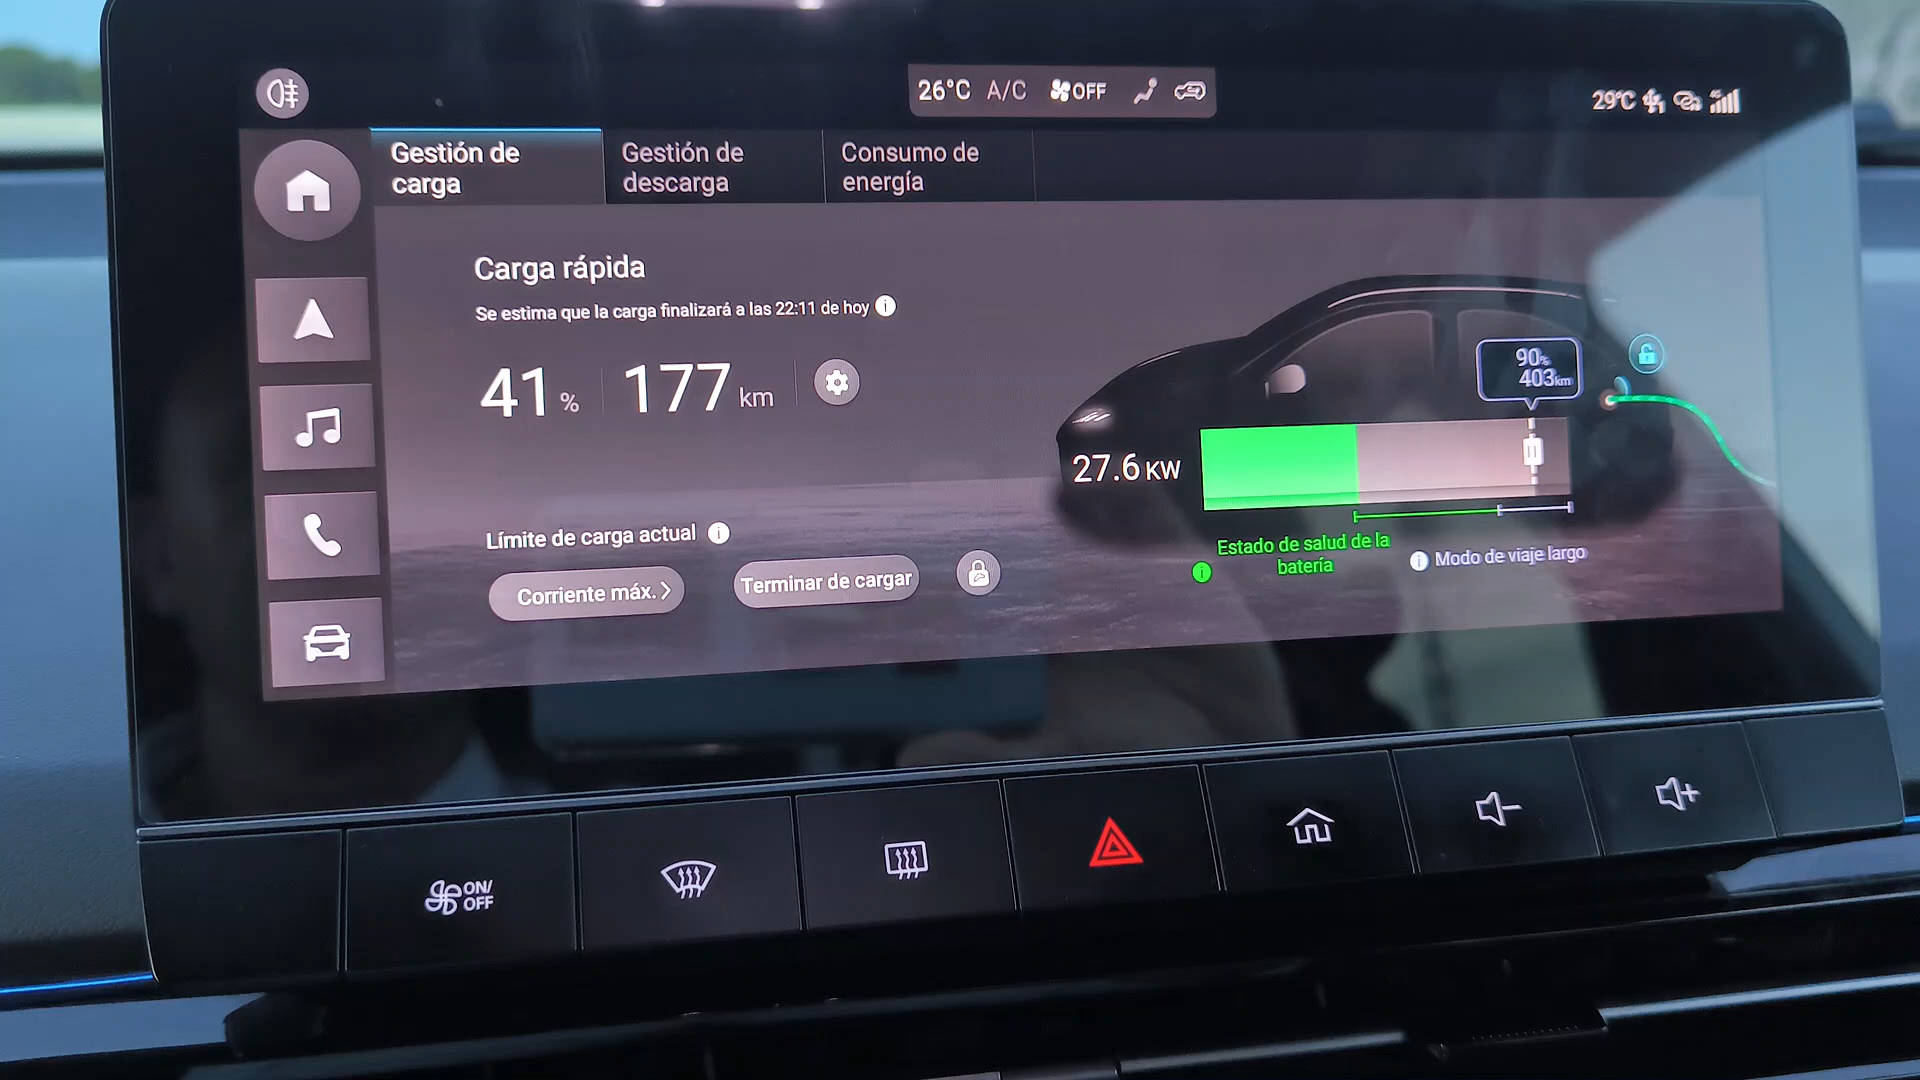 26°C A/C OFF
29°C
Gestión de
carga
Gestión de
descarga
Consumo de
energía
Carga rápida
Se estima que la carga finalizará a las 22:11 de hoy
41 %
177 km
90%
403km
27.6 KW
Límite de carga actual
Corriente máx.
Terminar de cargar
Estado de salud de la
batería
Modo de viaje largo
ON/
OFF